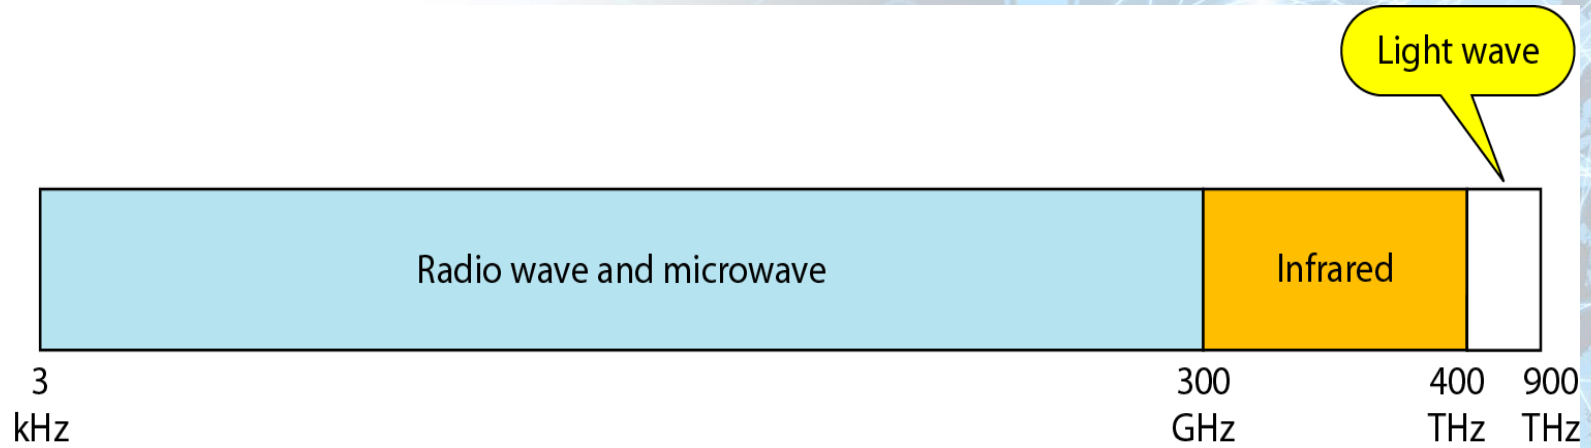 Light wave
Radio wave and microwave
Infrared
3
kHz
300
GHz
400
THz
900
THz